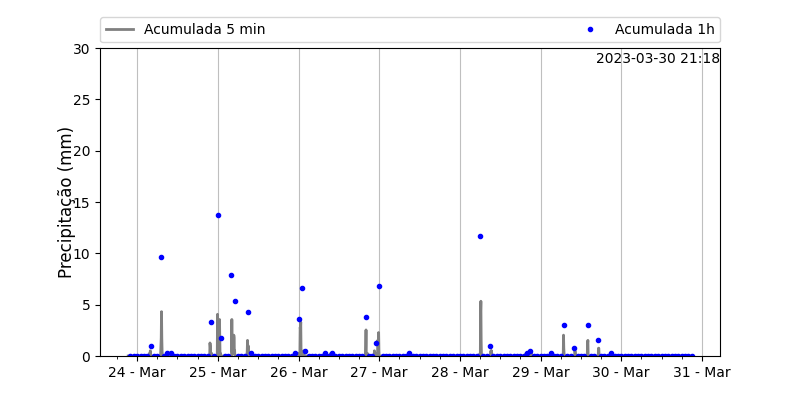 Acumulada 5 min
Acumulada 1h
2023-03-30 21:18
Precipitação (mm)
30
25
20
15
10
5
0
24 - Mar
25 - Mar
26 - Mar
27 - Mar
28 - Mar
29 - Mar
30 - Mar
31 - Mar